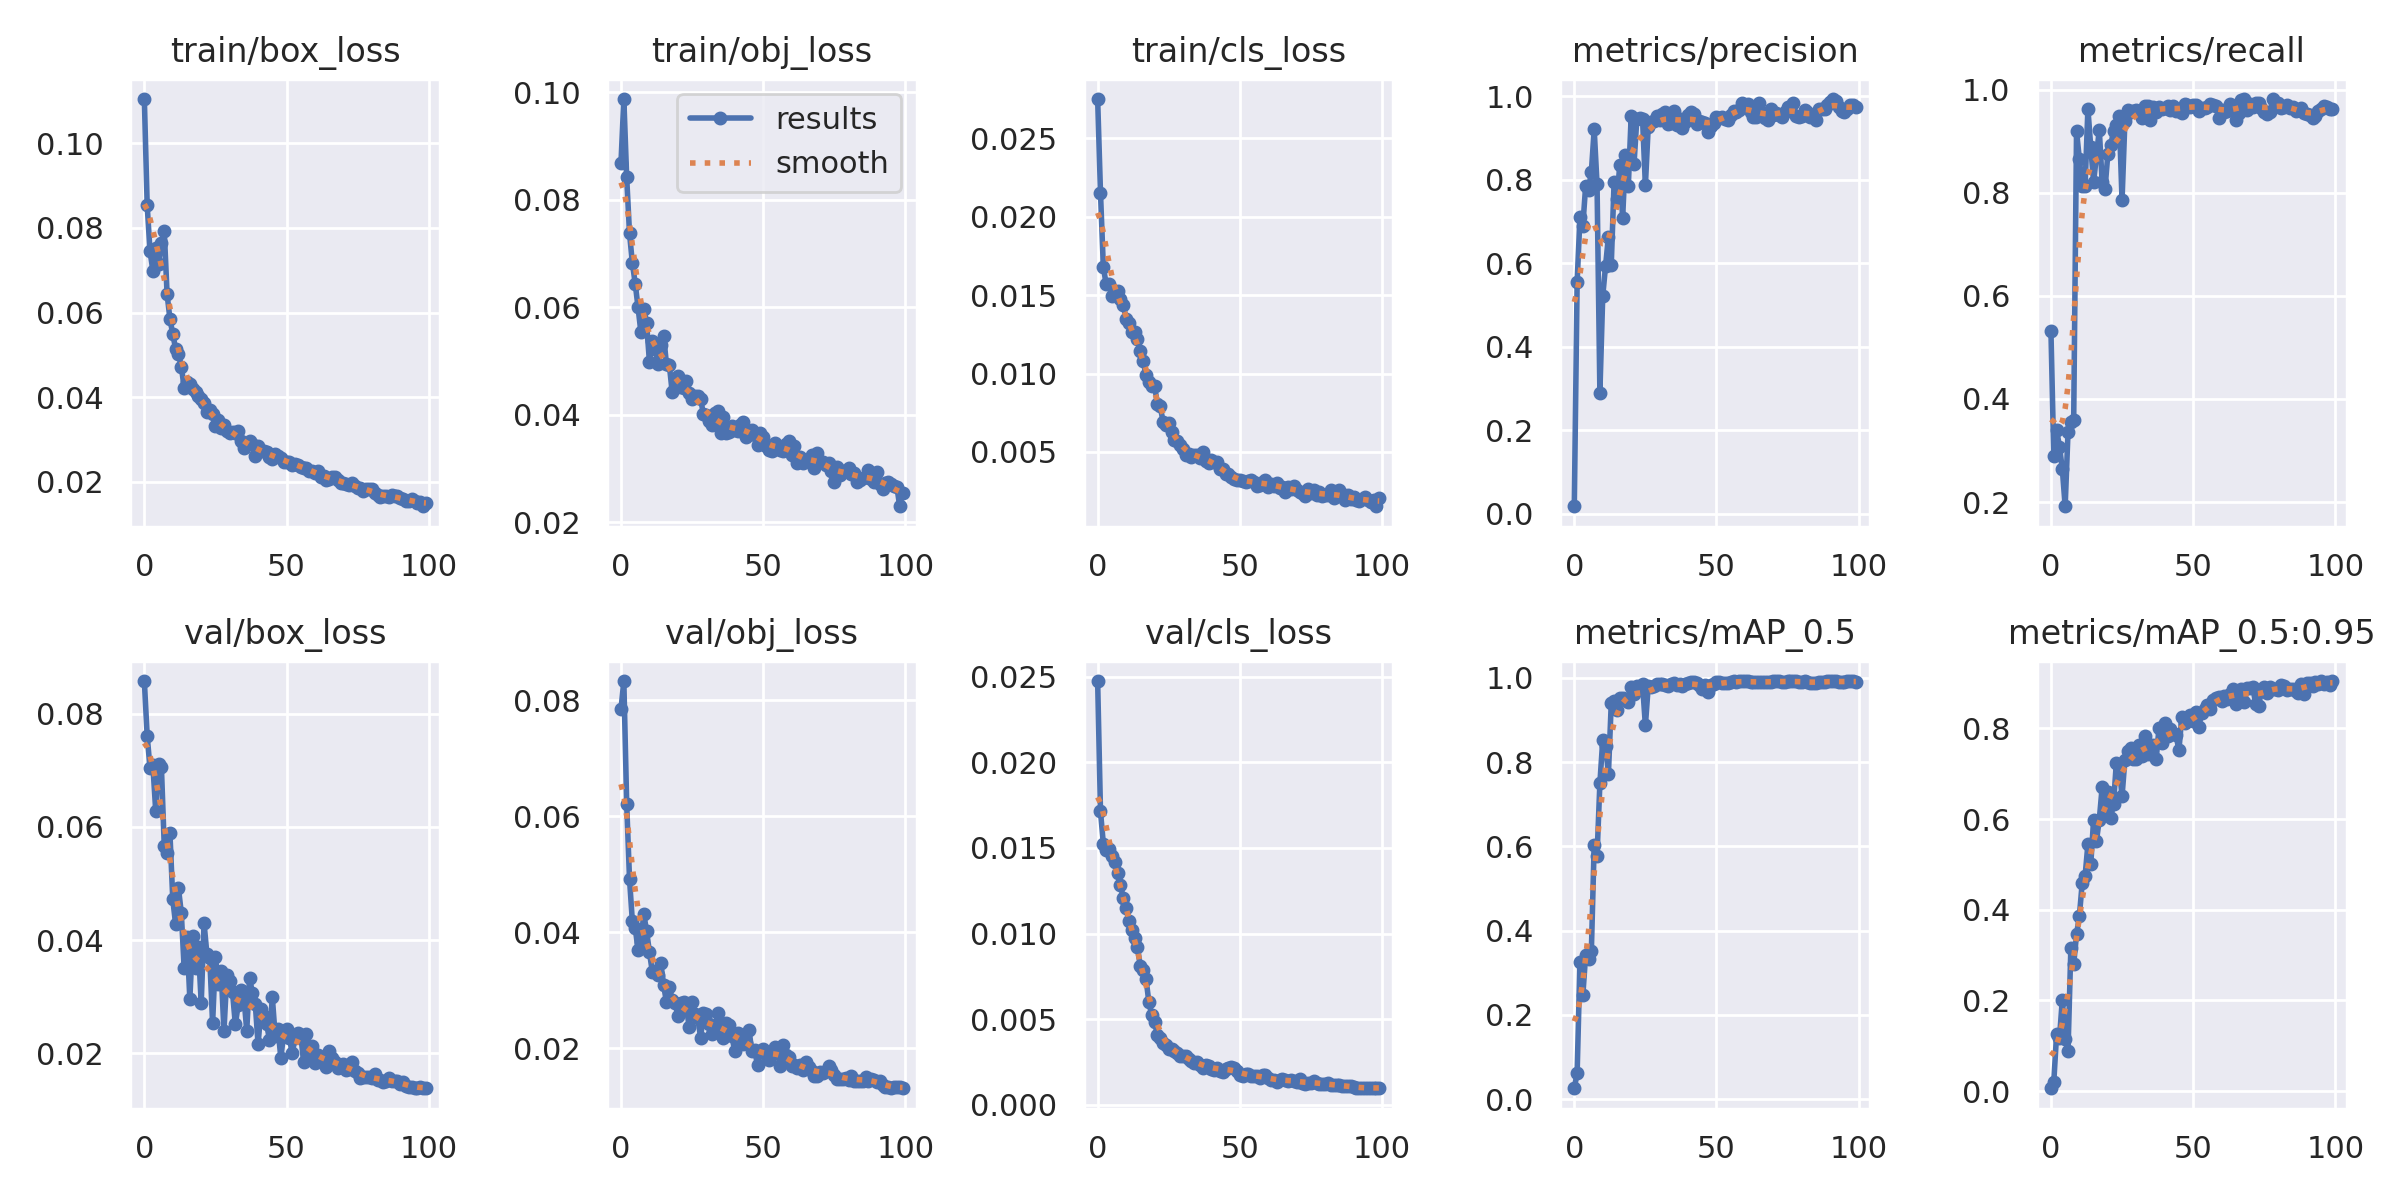 train/box_loss
0.10
0.08
0.06
0.04
0.02
0 50 100
train/obj_loss
results
smooth
0.10
0.08
0.06
0.04
0.02
0 50 100
train/cls_loss
0.025
0.020
0.015
0.010
0.005
0 50 100
metrics/precision
1.0
0.8
0.6
0.4
0.2
0.0
0 50 100
metrics/recall
1.0
0.8
0.6
0.4
0.2
0 50 100
val/box_loss
0.08
0.06
0.04
0.02
0 50 100
val/obj_loss
0.08
0.06
0.04
0.02
0 50 100
val/cls_loss
0.025
0.020
0.015
0.010
0.005
0.000
0 50 100
metrics/mAP_0.5
1.0
0.8
0.6
0.4
0.2
0.0
0 50 100
metrics/mAP_0.5:0.95
0.8
0.6
0.4
0.2
0.0
0 50 100